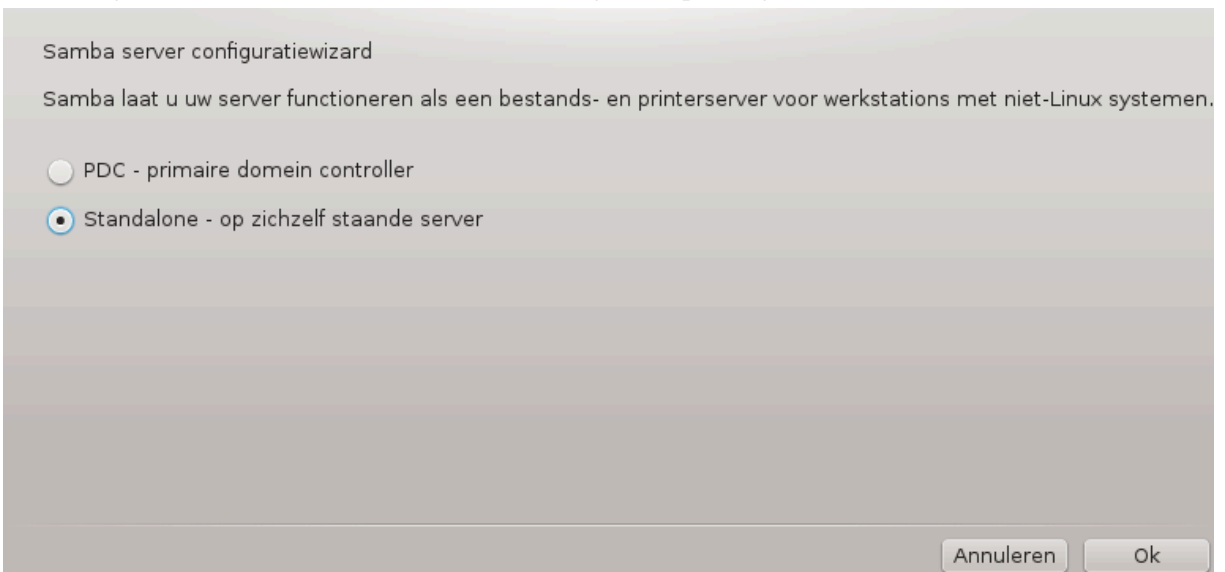 Samba server configuratiewizard
Samba laat u uw server functioneren als een bestands- en printerserver voor werkstations met niet-Linux systemen.
PDC - primaire domein controller
Standalone - op zichzelf staande server
Annuleren
Ok